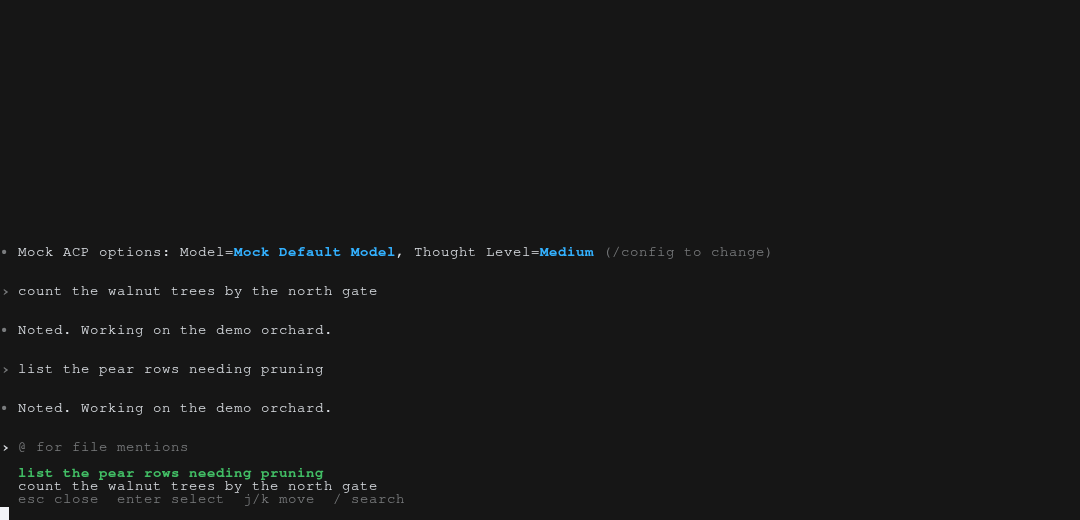 • Mock ACP options: Model=Mock Default Model, Thought Level=Medium (/config to change)
› count the walnut trees by the north gate
• Noted. Working on the demo orchard.
› list the pear rows needing pruning
• Noted. Working on the demo orchard.
› @ for file mentions
list the pear rows needing pruning
count the walnut trees by the north gate
esc close  enter select  j/k move  / search